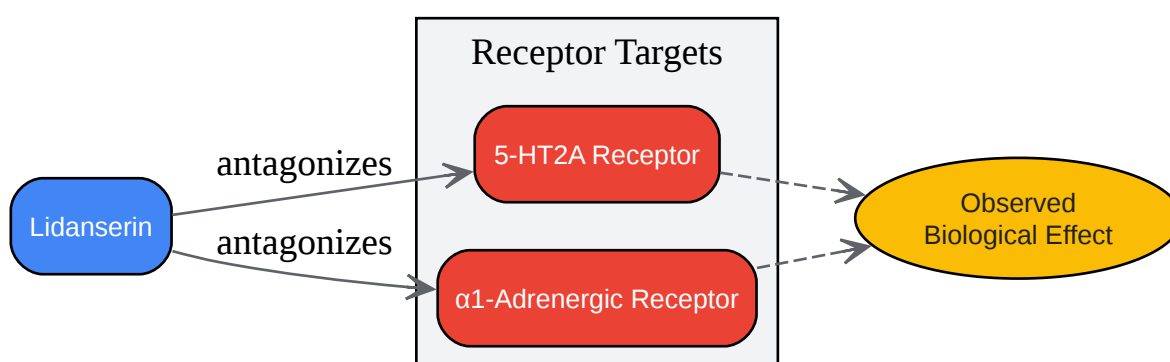 Receptor Targets
antagonizes
5-HT2A Receptor
Lidanserin
Observed
Biological Effect
antagonizes
α1-Adrenergic Receptor